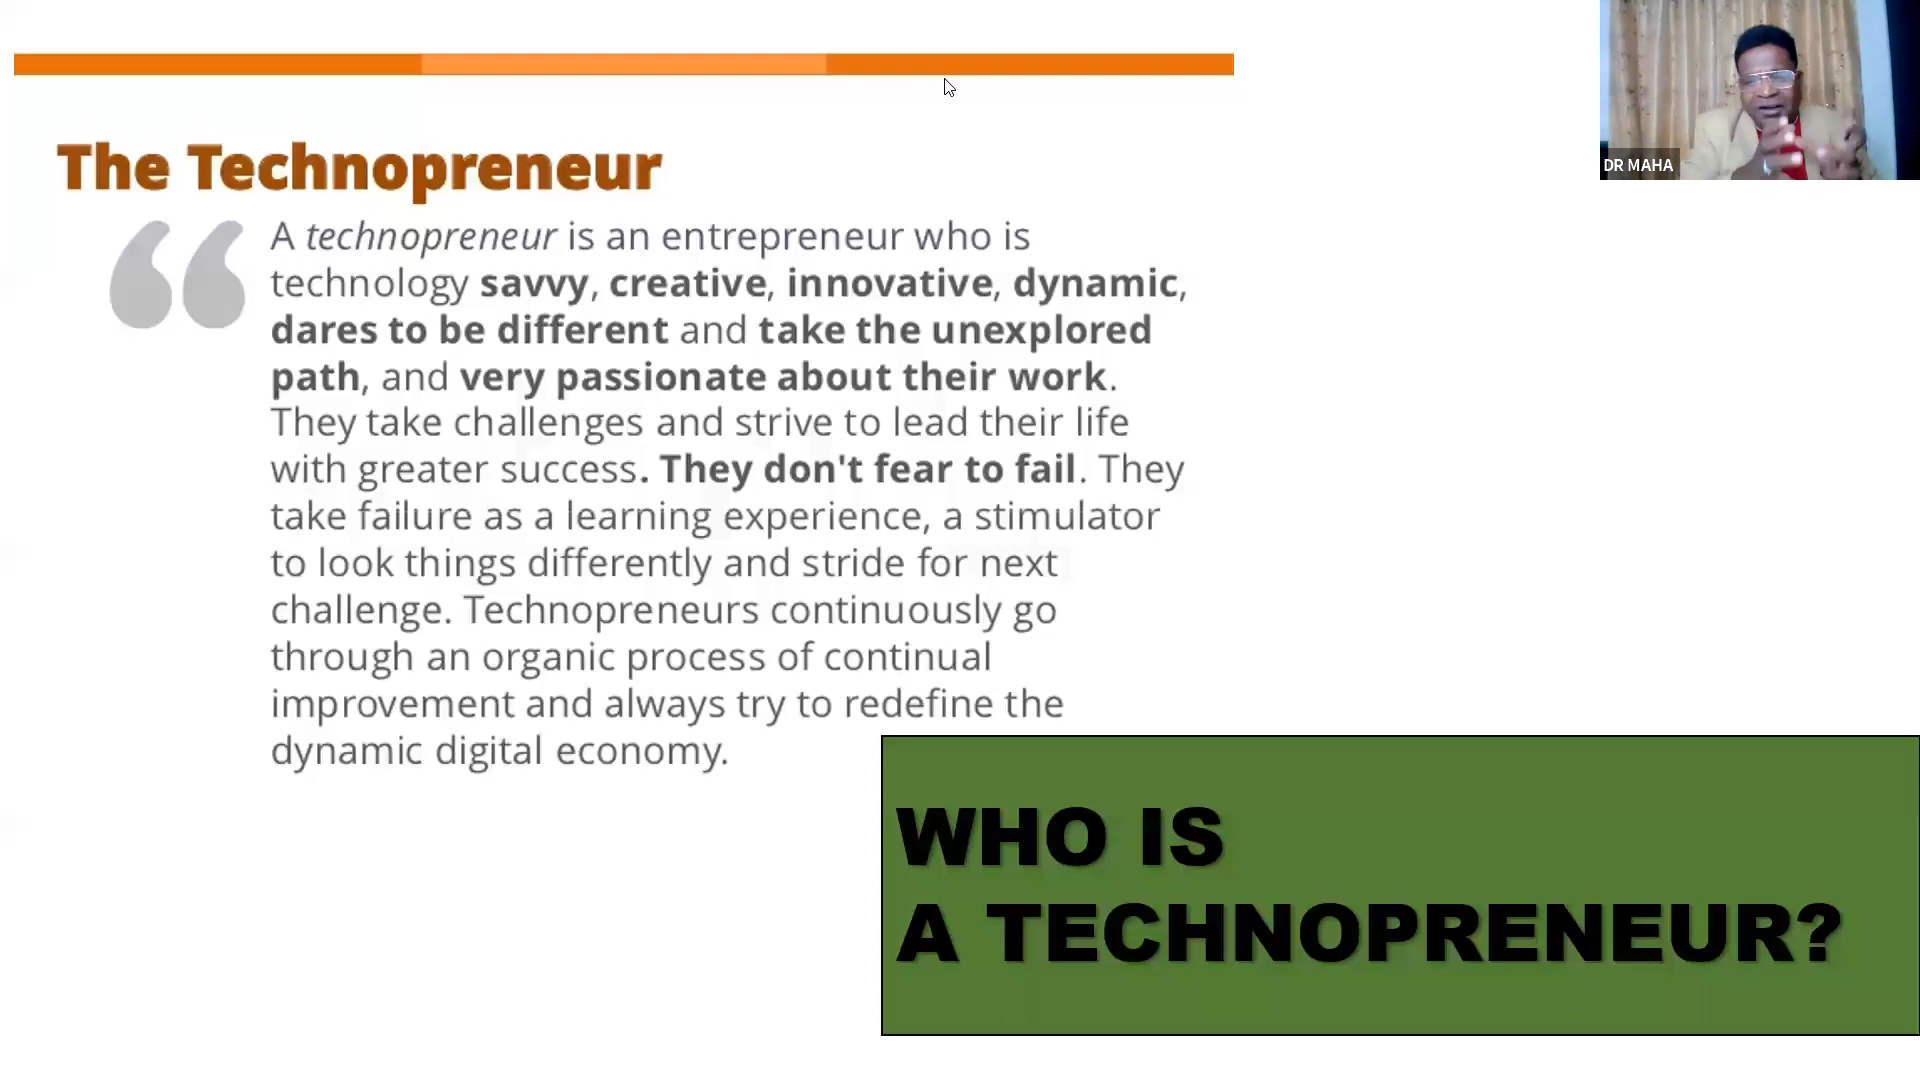 The Technopreneur
A technopreneur is an entrepreneur who is
technology savvy, creative, innovative, dynamic,
dares to be different and take the unexplored
path, and very passionate about their work.
They take challenges and strive to lead their life
with greater success. They don't fear to fail. They
take failure as a learning experience, a stimulator
to look things differently and stride for next
challenge. Technopreneurs continuously go
through an organic process of continual
improvement and always try to redefine the
dynamic digital economy.
WHO IS
A TECHNOPRENEUR?
DR MAHA